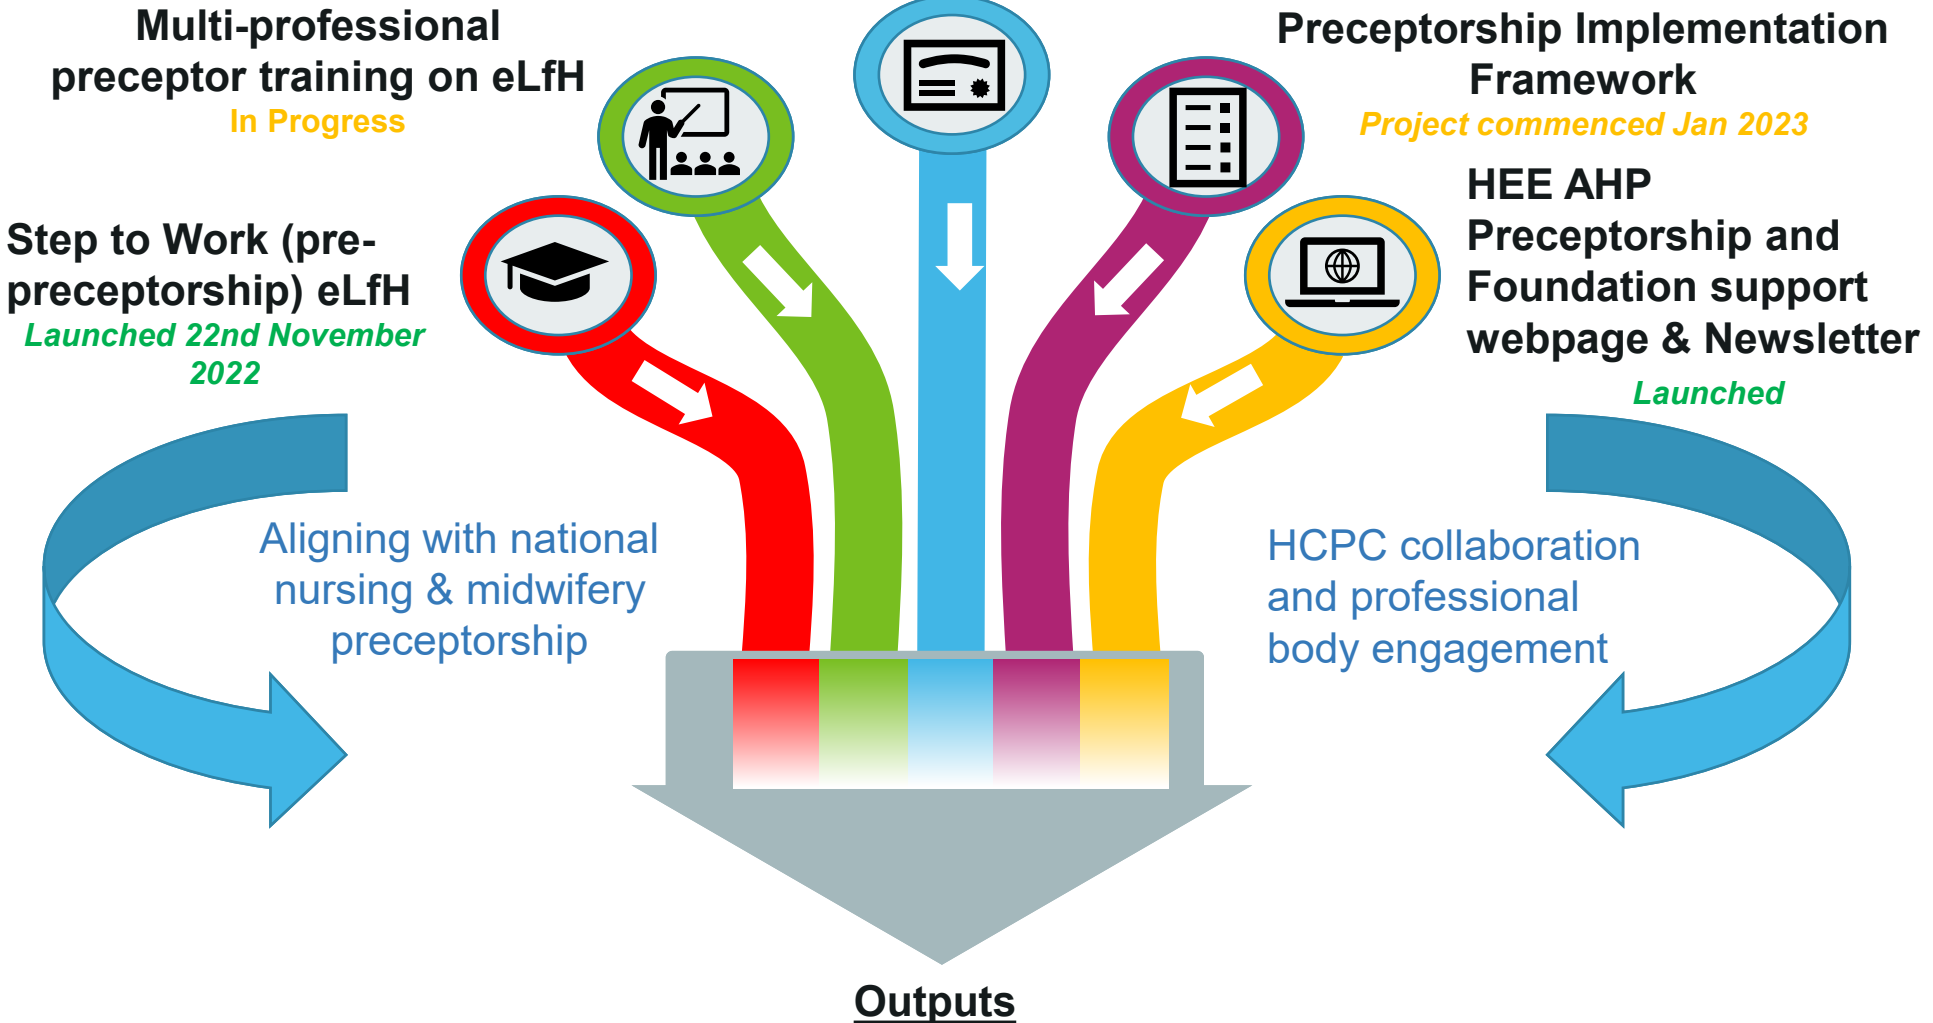 Multi-professional
preceptor training on eLfH
In Progress
Preceptorship Implementation
Framework
Project commenced Jan 2023
Step to Work (pre-
preceptorship) eLfH
Launched 22nd November
2022
HEE AHP
Preceptorship and
Foundation support
webpage & Newsletter
Launched
Aligning with national
nursing & midwifery
preceptorship
HCPC collaboration
and professional
body engagement
Outputs